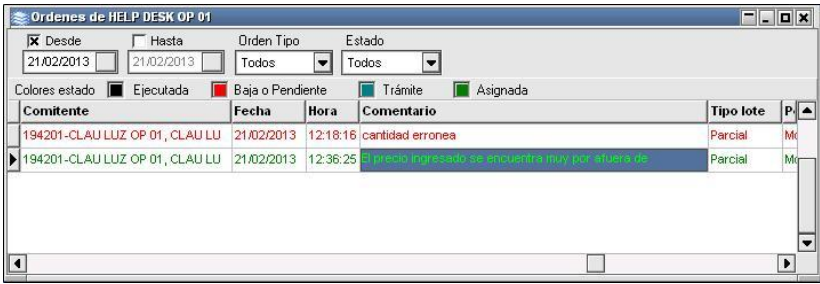 Ordenes de HELP DESK OP 01
Desde Hasta Orden Tipo Estado
21/02/2013 21/02/2013 Todos Todos
Colores estado Ejecutada Baja o Pendiente Trámite Asignada
Comitente Fecha Hora Comentario Tipo lote P
194201-CLAU LUZ OP 01, CLAU LU 21/02/2013 12:18:16 cantidad erronea Parcial Mo
194201-CLAU LUZ OP 01, CLAU LU 21/02/2013 12:36:25 El precio ingresado se encuentra muy por afuera de Parcial Mo